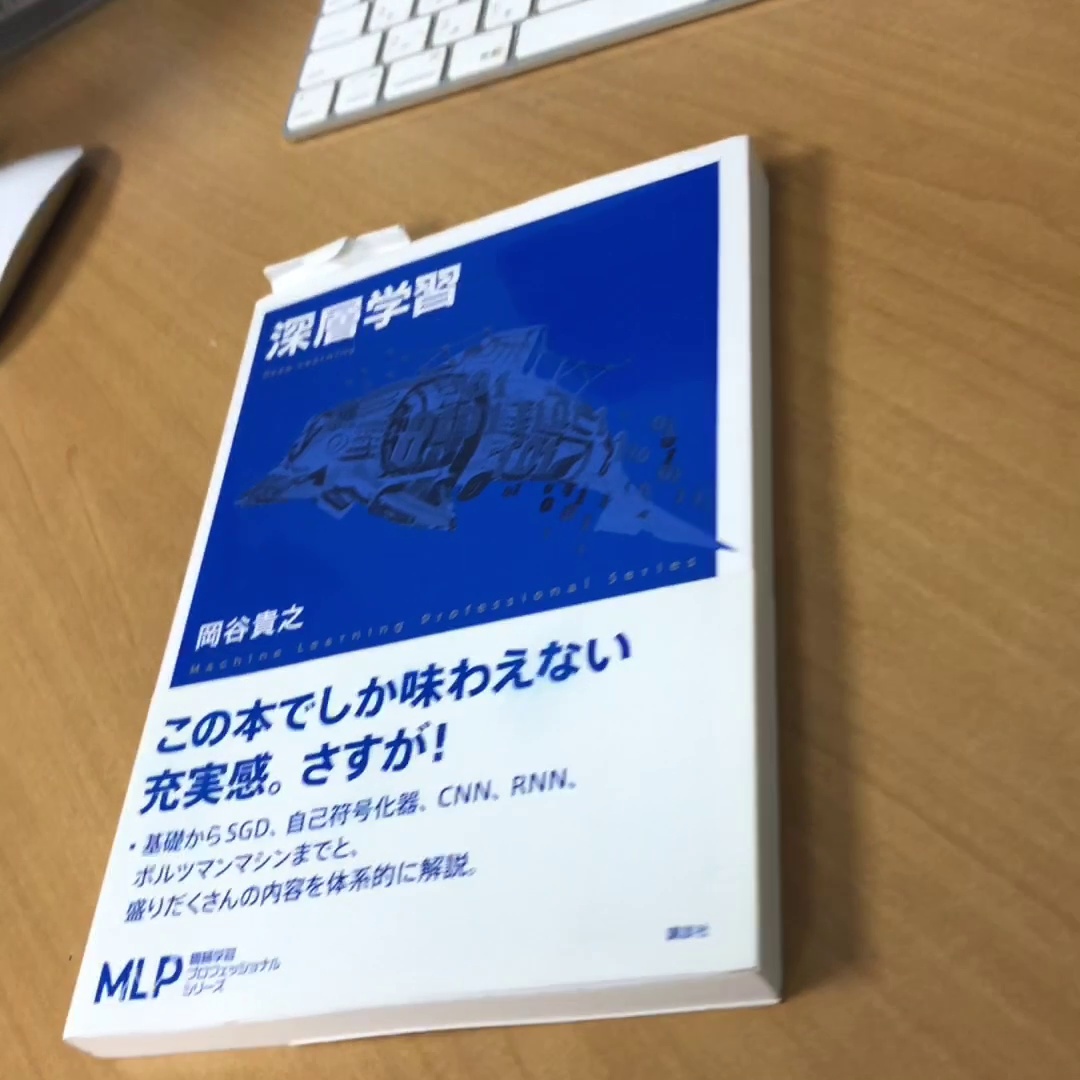 深層学習
Deep Learning
岡谷貴之
Machine Learning Professional Series
この本でしか味わえない
充実感。さすが!
・基礎からSGD、自己符号化器、CNN、RNN、
ボルツマンマシンまでと、
盛りだくさんの内容を体系的に解説。
MLP
機械学習
プロフェッショナル
シリーズ
講談社